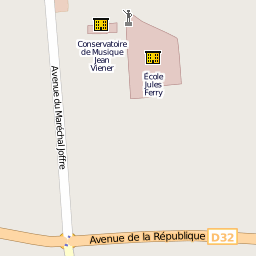 Conservatoire
de Musique
Jean
Viener
École
Jules
Ferry
Avenue du Maréchal Joffre
Avenue de la République
D32